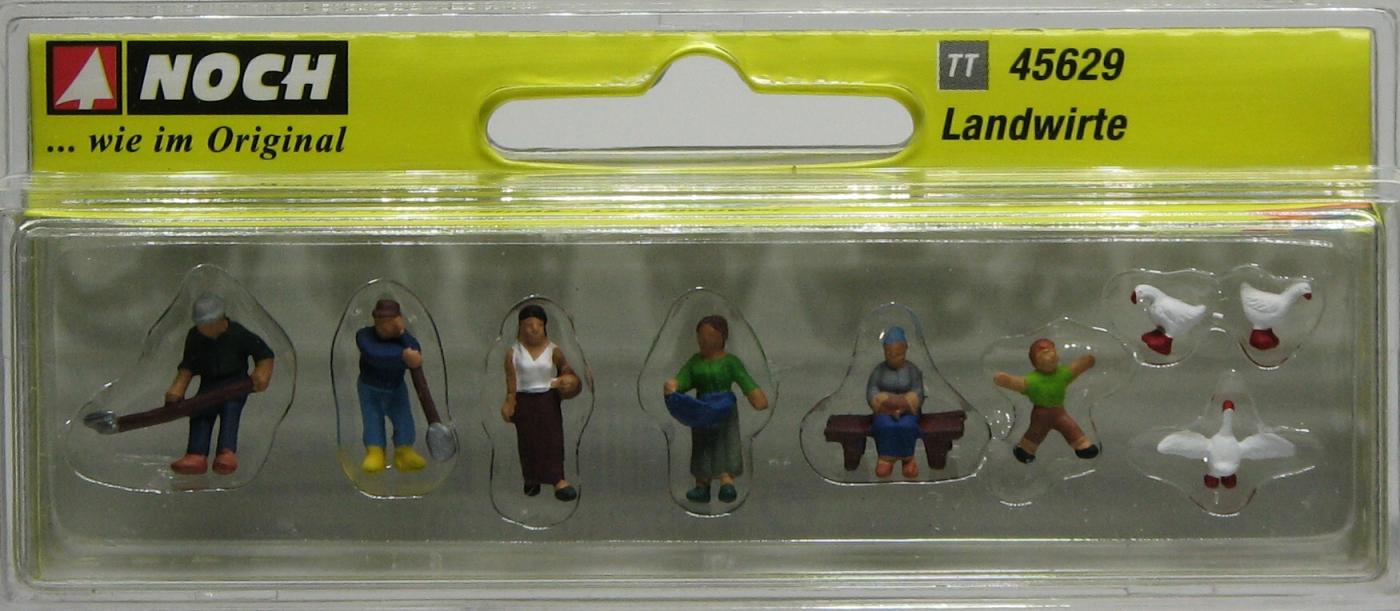 NOCH
... wie im Original
TT 45629
Landwirte